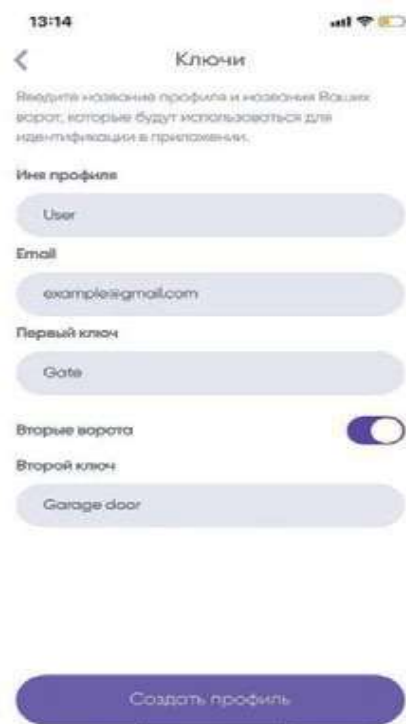 13:14
Ключи
Введите название профиля и названия Ваших
ворот, которые будут использоваться для
идентификации в приложении.
Имя профиля
User
Email
example@gmail.com
Первый ключ
Gate
Вторые ворота
Второй ключ
Garage door
Создать профиль